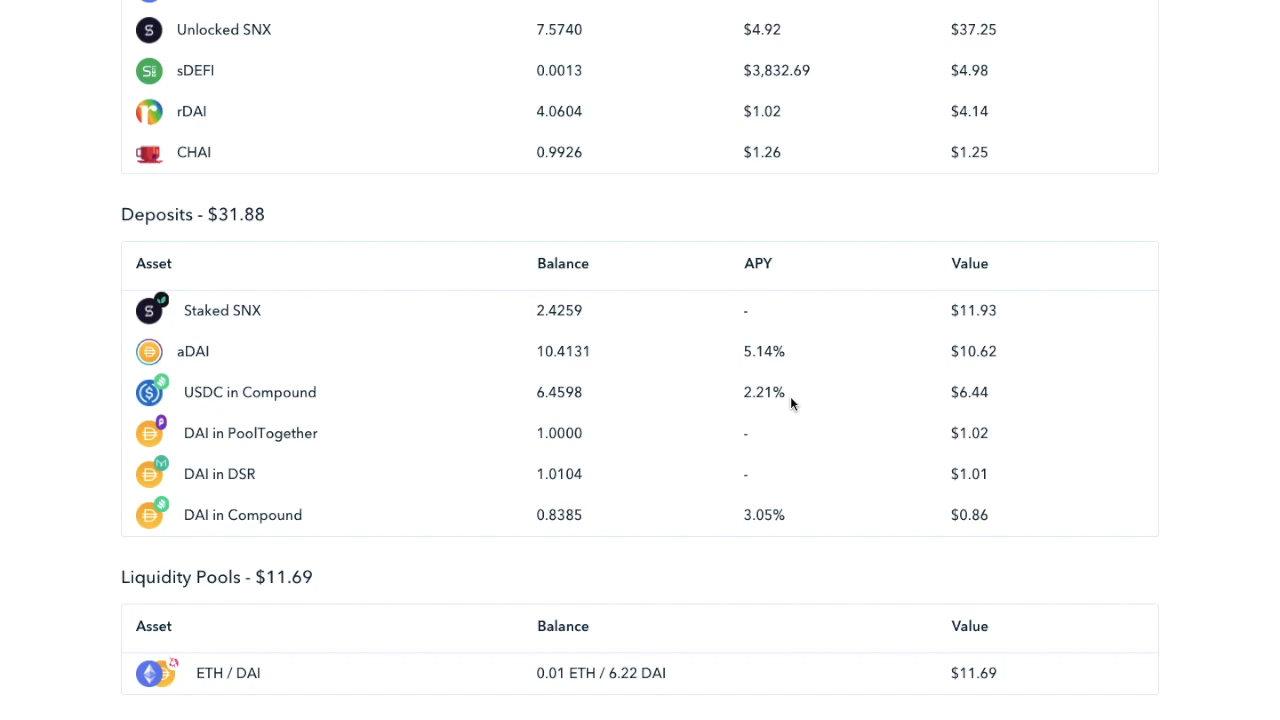 Unlocked SNX 7.5740 $4.92 $37.25
sDEFI 0.0013 $3,832.69 $4.98
rDAI 4.0604 $1.02 $4.14
CHAI 0.9926 $1.26 $1.25
Deposits - $31.88
Asset Balance APY Value
Staked SNX 2.4259 - $11.93
aDAI 10.4131 5.14% $10.62
USDC in Compound 6.4598 2.21% $6.44
DAI in PoolTogether 1.0000 - $1.02
DAI in DSR 1.0104 - $1.01
DAI in Compound 0.8385 3.05% $0.86
Liquidity Pools - $11.69
Asset Balance Value
ETH / DAI 0.01 ETH / 6.22 DAI $11.69